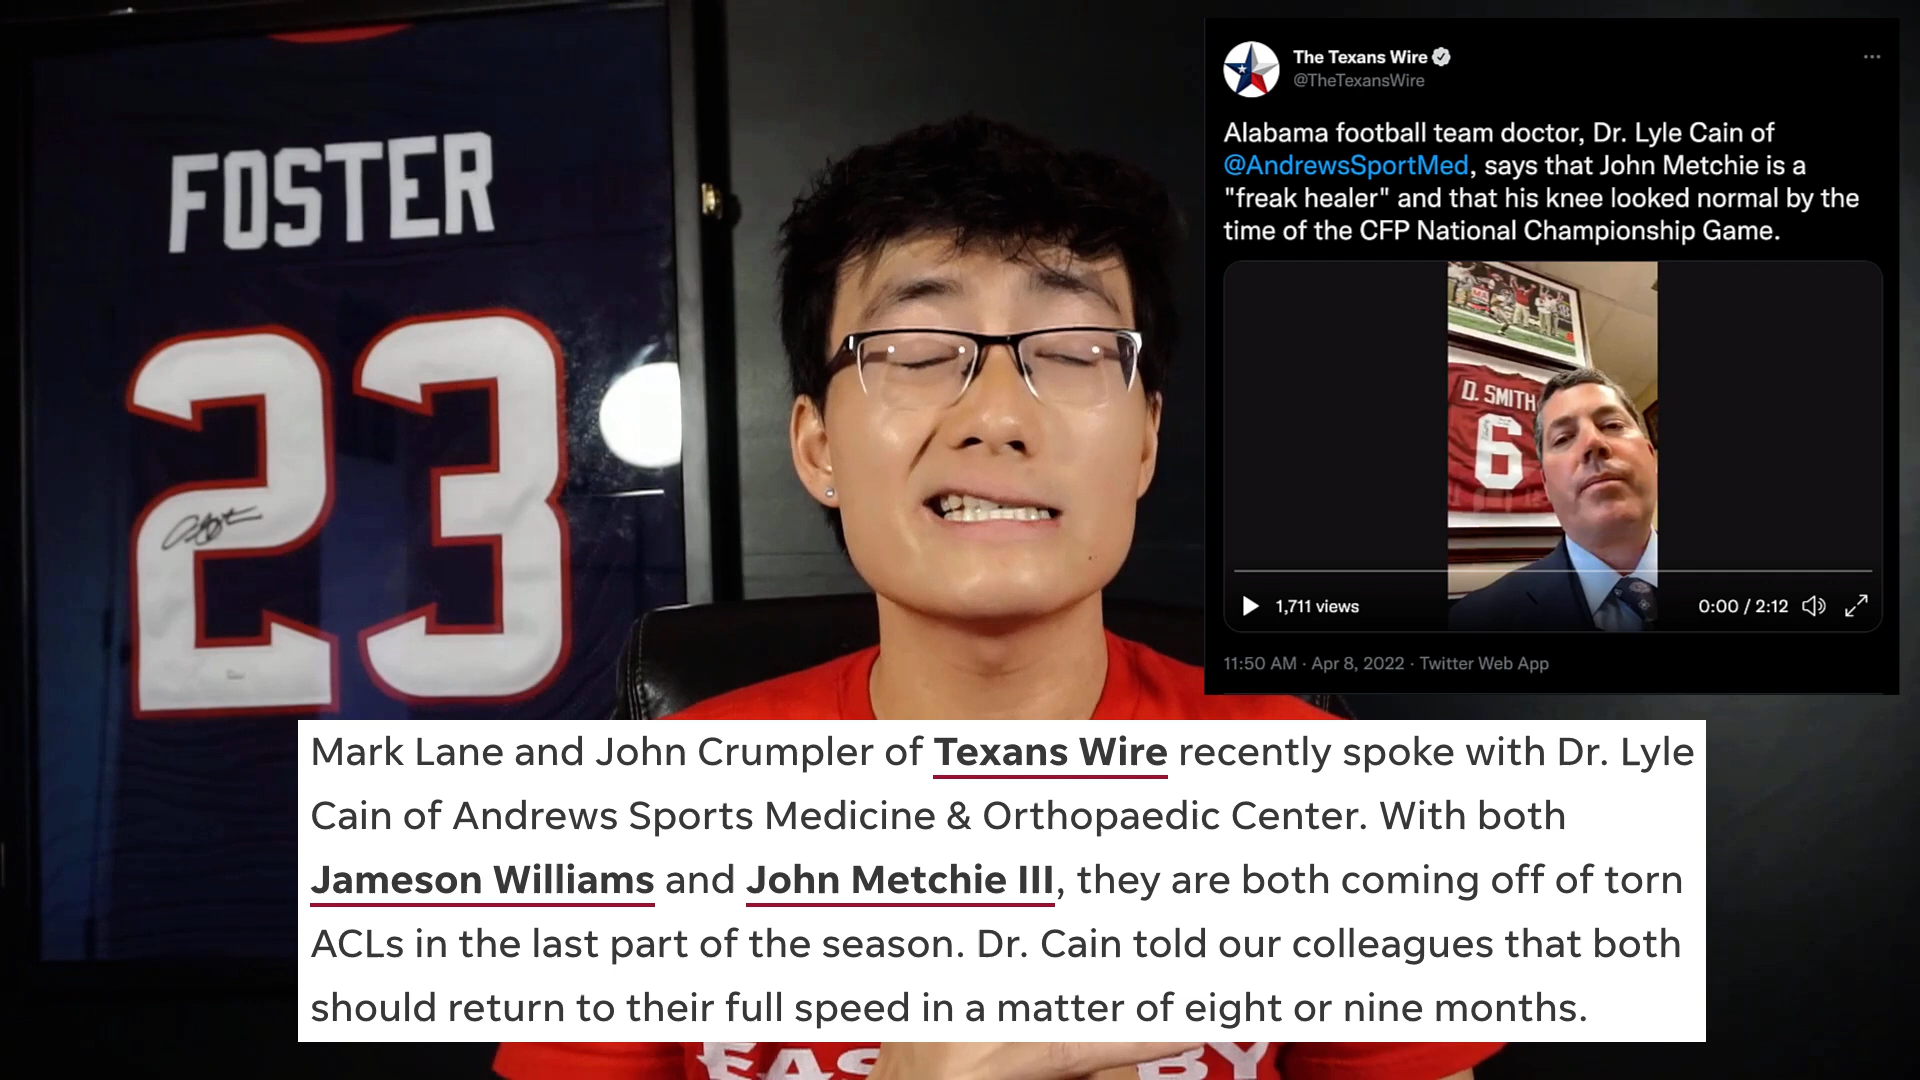 FOSTER
23
The Texans Wire
@TheTexansWire
Alabama football team doctor, Dr. Lyle Cain of
@AndrewsSportMed, says that John Metchie is a
"freak healer" and that his knee looked normal by the
time of the CFP National Championship Game.
D. SMITH
6
1,711 views
0:00 / 2:12
11:50 AM · Apr 8, 2022 · Twitter Web App
Mark Lane and John Crumpler of Texans Wire recently spoke with Dr. Lyle
Cain of Andrews Sports Medicine & Orthopaedic Center. With both
Jameson Williams and John Metchie III, they are both coming off of torn
ACLs in the last part of the season. Dr. Cain told our colleagues that both
should return to their full speed in a matter of eight or nine months.
BY